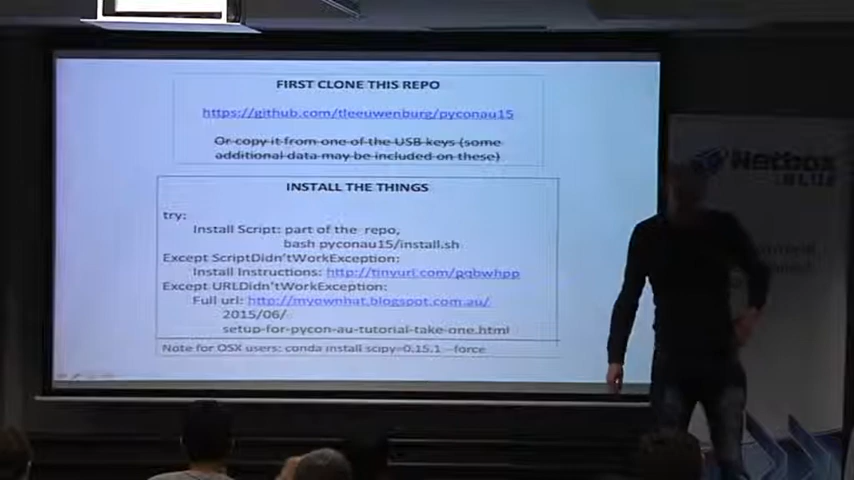 FIRST CLONE THIS REPO
https://github.com/tleeuwenburg/pyconau15
Or copy it from one of the USB keys (some
additional data may be included on these)
INSTALL THE THINGS
try:
Install Script: part of the repo,
bash pyconau15/install.sh
Except ScriptDidn'tWorkException:
Install Instructions: http://tinyurl.com/pqbwhpp
Except URLDidn'tWorkException:
Full url: http://myownhat.blogspot.com.au/
2015/06/
setup-for-pycon-au-tutorial-take-one.html
Note for OSX users: conda install scipy=0.15.1 --force
Netbox
BLUE